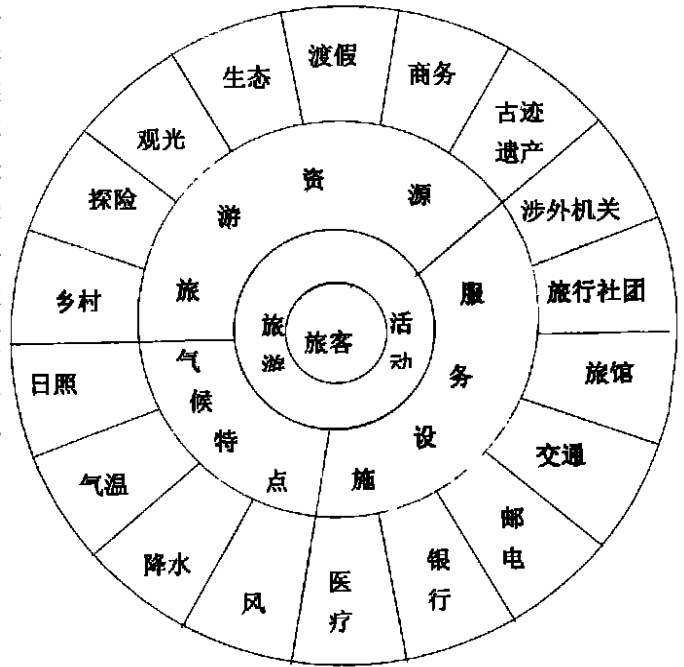 旅客
旅游
活动
旅游资源
服务设施
气候特点
乡村
探险
观光
生态
渡假
商务
古迹
遗产
涉外机关
旅行社团
旅馆
交通
邮电
银行
医疗
风
降水
气温
日照